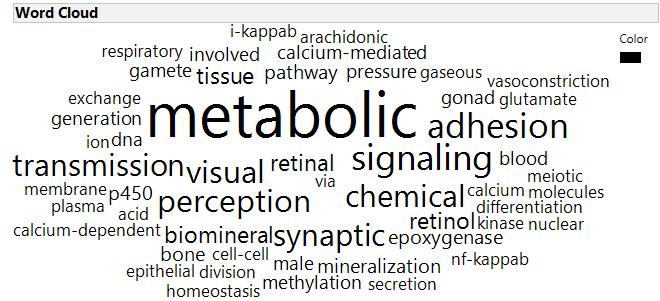 Word Cloud
Color
i-kappab arachidonic
respiratory involved calcium-mediated
gamete tissue pathway pressure gaseous
vasoconstriction
exchange metabolic gonad glutamate
generation adhesion
ion dna
transmission visual retinal signaling blood
via meiotic
membrane p450 perception chemical calcium molecules
plasma differentiation
acid retinol kinase nuclear
calcium-dependent biomineral synaptic epoxygenase
bone cell-cell nf-kappab
epithelial division male mineralization
homeostasis methylation secretion